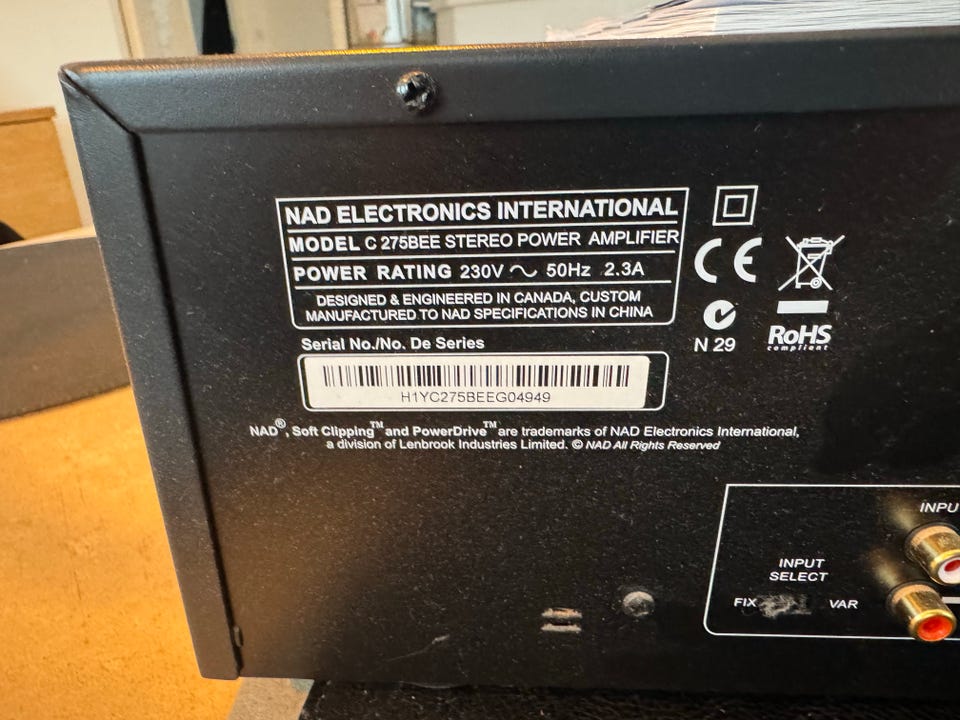 NAD ELECTRONICS INTERNATIONAL
MODEL C 275BEE STEREO POWER AMPLIFIER
POWER RATING 230V ～ 50Hz 2.3A
DESIGNED & ENGINEERED IN CANADA, CUSTOM
MANUFACTURED TO NAD SPECIFICATIONS IN CHINA
CE
N 29
RoHS
compliant
Serial No./No. De Series
H1YC275BEEG04949
NAD®, Soft Clipping™ and PowerDrive™ are trademarks of NAD Electronics International,
a division of Lenbrook Industries Limited. © NAD All Rights Reserved
INPU
INPUT
SELECT
FIX VAR